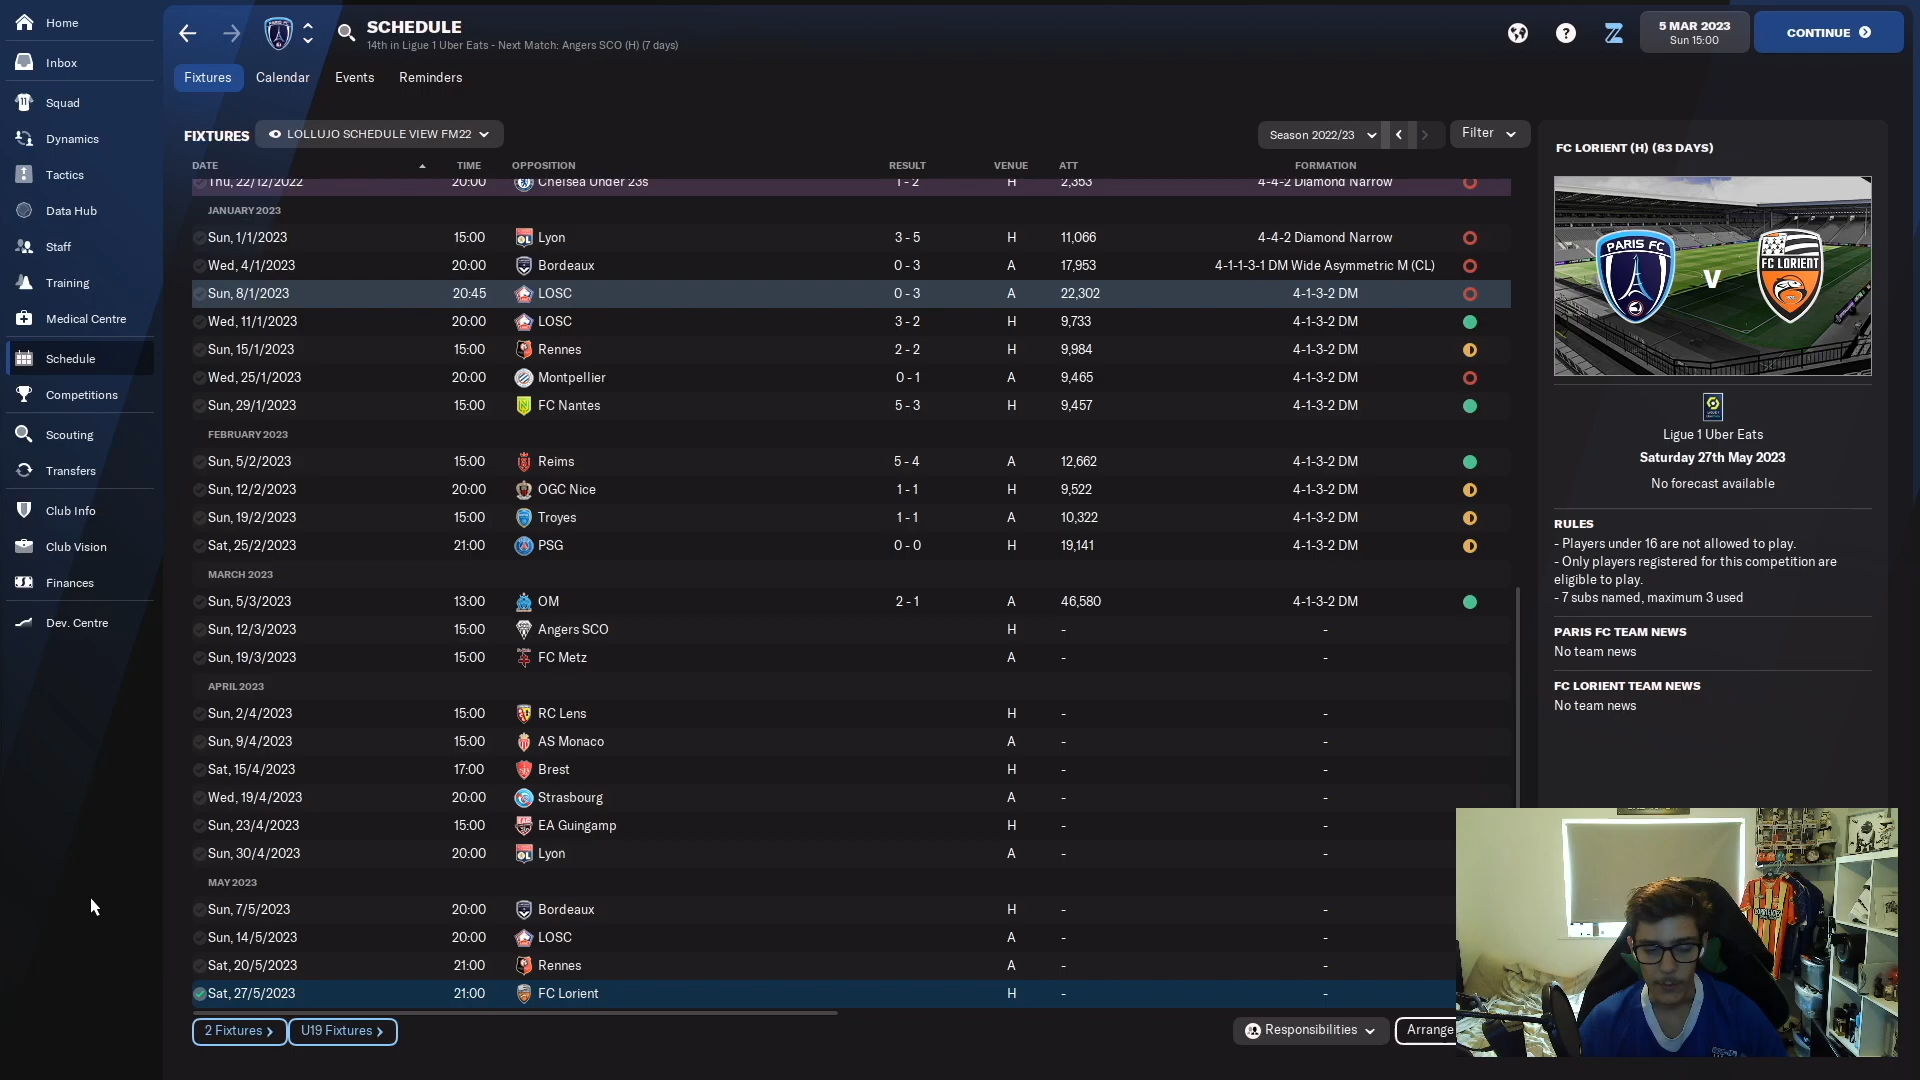 Home
Inbox
Squad
Dynamics
Tactics
Data Hub
Staff
Training
Medical Centre
Schedule
Competitions
Scouting
Transfers
Club Info
Club Vision
Finances
Dev. Centre
SCHEDULE
14th in Ligue 1 Uber Eats - Next Match: Angers SCO (H) (7 days)
5 MAR 2023
Sun 15:00
CONTINUE
Fixtures Calendar Events Reminders
FIXTURES LOLLUJO SCHEDULE VIEW FM22 Season 2022/23 Filter
DATE TIME OPPOSITION RESULT VENUE ATT FORMATION
Thu, 22/12/2022 20:00 Chelsea Under 23s 1 - 2 H 2,353 4-4-2 Diamond Narrow
JANUARY 2023
Sun, 1/1/2023 15:00 Lyon 3 - 5 H 11,066 4-4-2 Diamond Narrow
Wed, 4/1/2023 20:00 Bordeaux 0 - 3 A 17,953 4-1-1-3-1 DM Wide Asymmetric M (CL)
Sun, 8/1/2023 20:45 LOSC 0 - 3 A 22,302 4-1-3-2 DM
Wed, 11/1/2023 20:00 LOSC 3 - 2 H 9,733 4-1-3-2 DM
Sun, 15/1/2023 15:00 Rennes 2 - 2 H 9,984 4-1-3-2 DM
Wed, 25/1/2023 20:00 Montpellier 0 - 1 A 9,465 4-1-3-2 DM
Sun, 29/1/2023 15:00 FC Nantes 5 - 3 H 9,457 4-1-3-2 DM
FEBRUARY 2023
Sun, 5/2/2023 15:00 Reims 5 - 4 A 12,662 4-1-3-2 DM
Sun, 12/2/2023 20:00 OGC Nice 1 - 1 H 9,522 4-1-3-2 DM
Sun, 19/2/2023 15:00 Troyes 1 - 1 A 10,322 4-1-3-2 DM
Sat, 25/2/2023 21:00 PSG 0 - 0 H 19,141 4-1-3-2 DM
MARCH 2023
Sun, 5/3/2023 13:00 OM 2 - 1 A 46,580 4-1-3-2 DM
Sun, 12/3/2023 15:00 Angers SCO H - -
Sun, 19/3/2023 15:00 FC Metz A - -
APRIL 2023
Sun, 2/4/2023 15:00 RC Lens H - -
Sun, 9/4/2023 15:00 AS Monaco A - -
Sat, 15/4/2023 17:00 Brest H - -
Wed, 19/4/2023 20:00 Strasbourg A - -
Sun, 23/4/2023 15:00 EA Guingamp H - -
Sun, 30/4/2023 20:00 Lyon A - -
MAY 2023
Sun, 7/5/2023 20:00 Bordeaux H - -
Sun, 14/5/2023 20:00 LOSC A - -
Sat, 20/5/2023 21:00 Rennes A - -
Sat, 27/5/2023 21:00 FC Lorient H - -
2 Fixtures U19 Fixtures Responsibilities Arrange
FC LORIENT (H) (83 DAYS)
PARIS FC
V
FC LORIENT
Ligue 1 Uber Eats
Saturday 27th May 2023
No forecast available
RULES
- Players under 16 are not allowed to play.
- Only players registered for this competition are
eligible to play.
- 7 subs named, maximum 3 used
PARIS FC TEAM NEWS
No team news
FC LORIENT TEAM NEWS
No team news